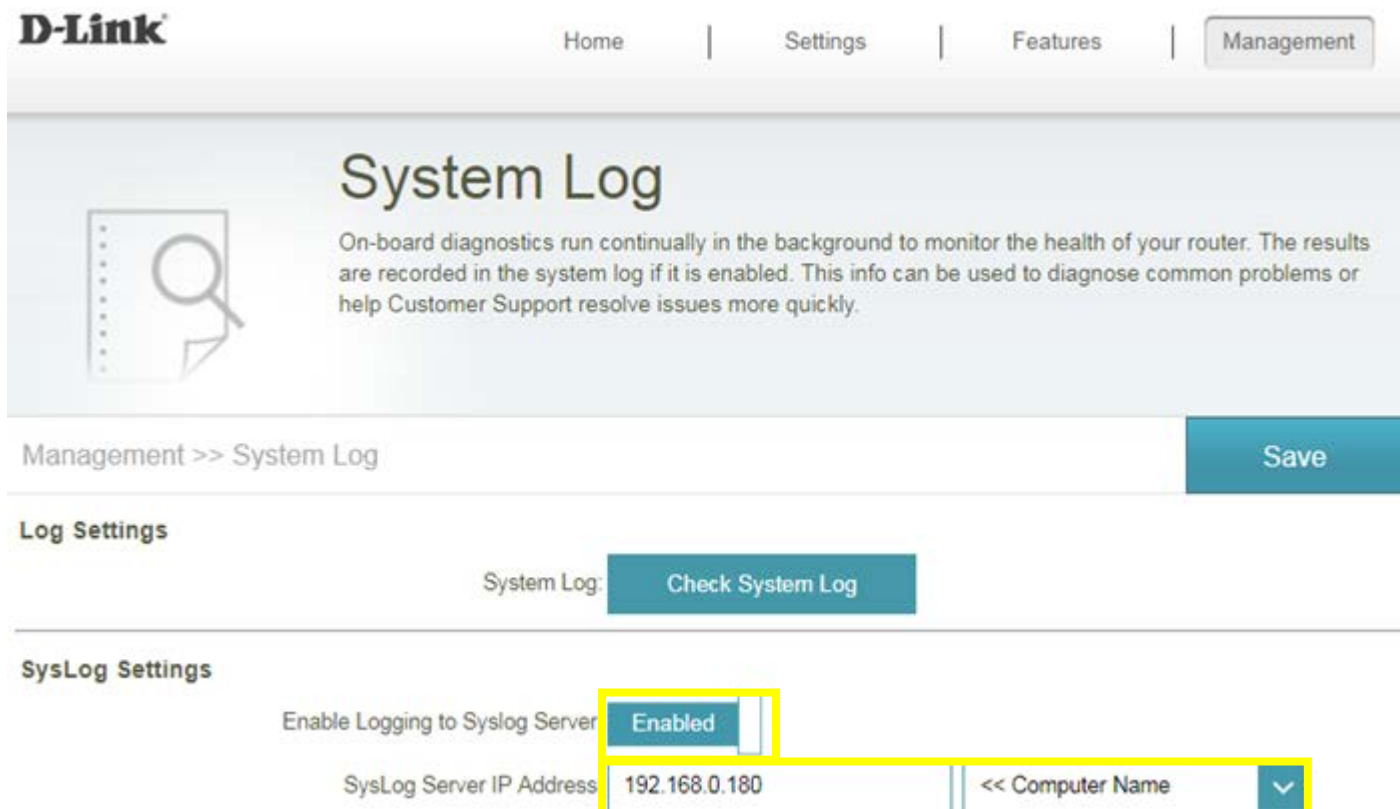 D-Link
Home | Settings | Features | Management
System Log
On-board diagnostics run continually in the background to monitor the health of your router. The results
are recorded in the system log if it is enabled. This info can be used to diagnose common problems or
help Customer Support resolve issues more quickly.
Management >> System Log
Save
Log Settings
System Log: Check System Log
SysLog Settings
Enable Logging to Syslog Server Enabled
SysLog Server IP Address 192.168.0.180 << Computer Name